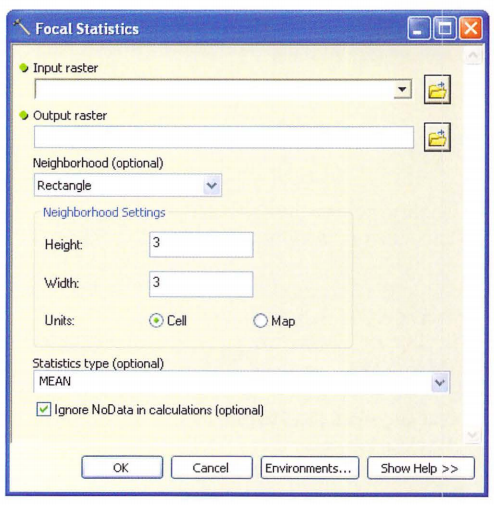 Focal Statistics
Input raster
Output raster
Neighborhood (optional)
Rectangle
Neighborhood Settings
Height: 3
Width: 3
Units: Cell Map
Statistics type (optional)
MEAN
Ignore NoData in calculations (optional)
OK Cancel Environments... Show Help >>